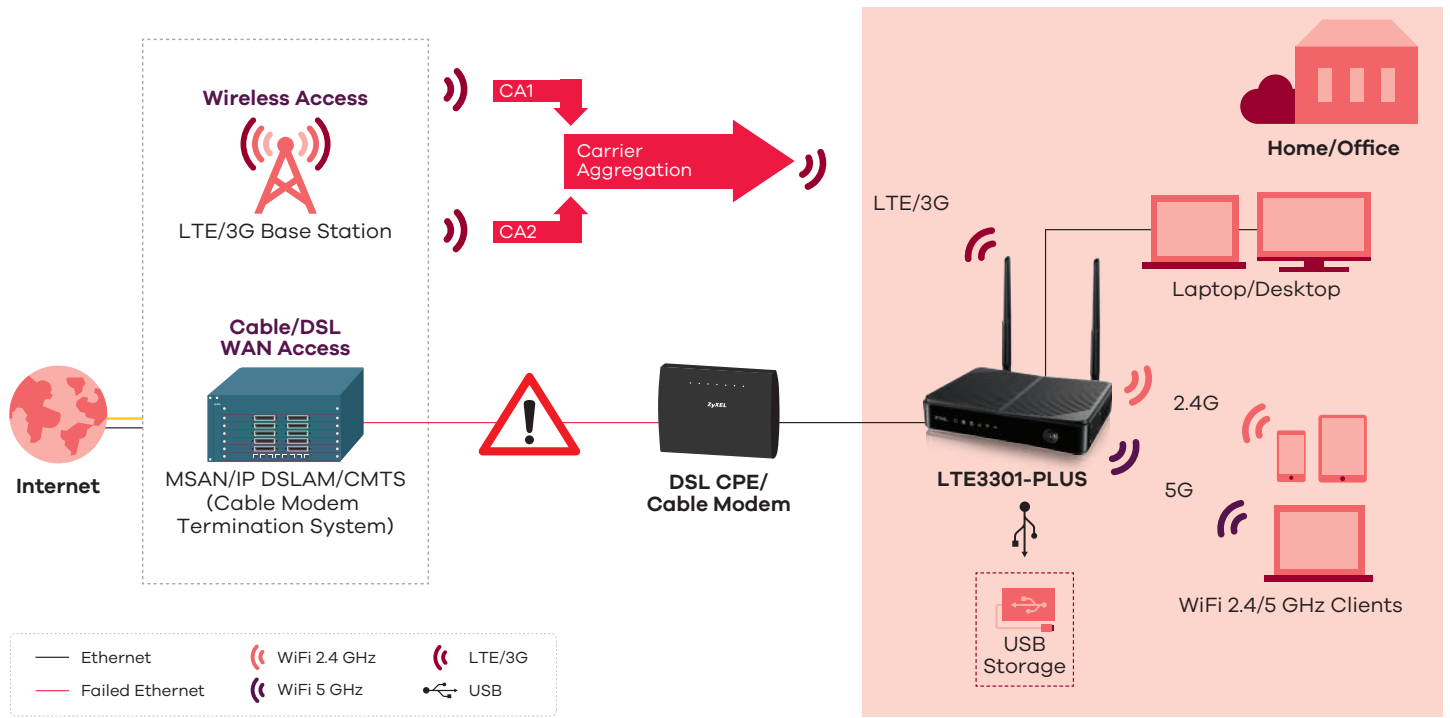 Wireless Access
LTE/3G Base Station
CA1
CA2
Carrier
Aggregation
Cable/DSL
WAN Access
MSAN/IP DSLAM/CMTS
(Cable Modem
Termination System)
Internet
ZyXEL
DSL CPE/
Cable Modem
Home/Office
LTE/3G
Laptop/Desktop
ZYXEL
LTE3301-PLUS
2.4G
5G
WiFi 2.4/5 GHz Clients
USB
Storage
Ethernet
Failed Ethernet
WiFi 2.4 GHz
WiFi 5 GHz
LTE/3G
USB